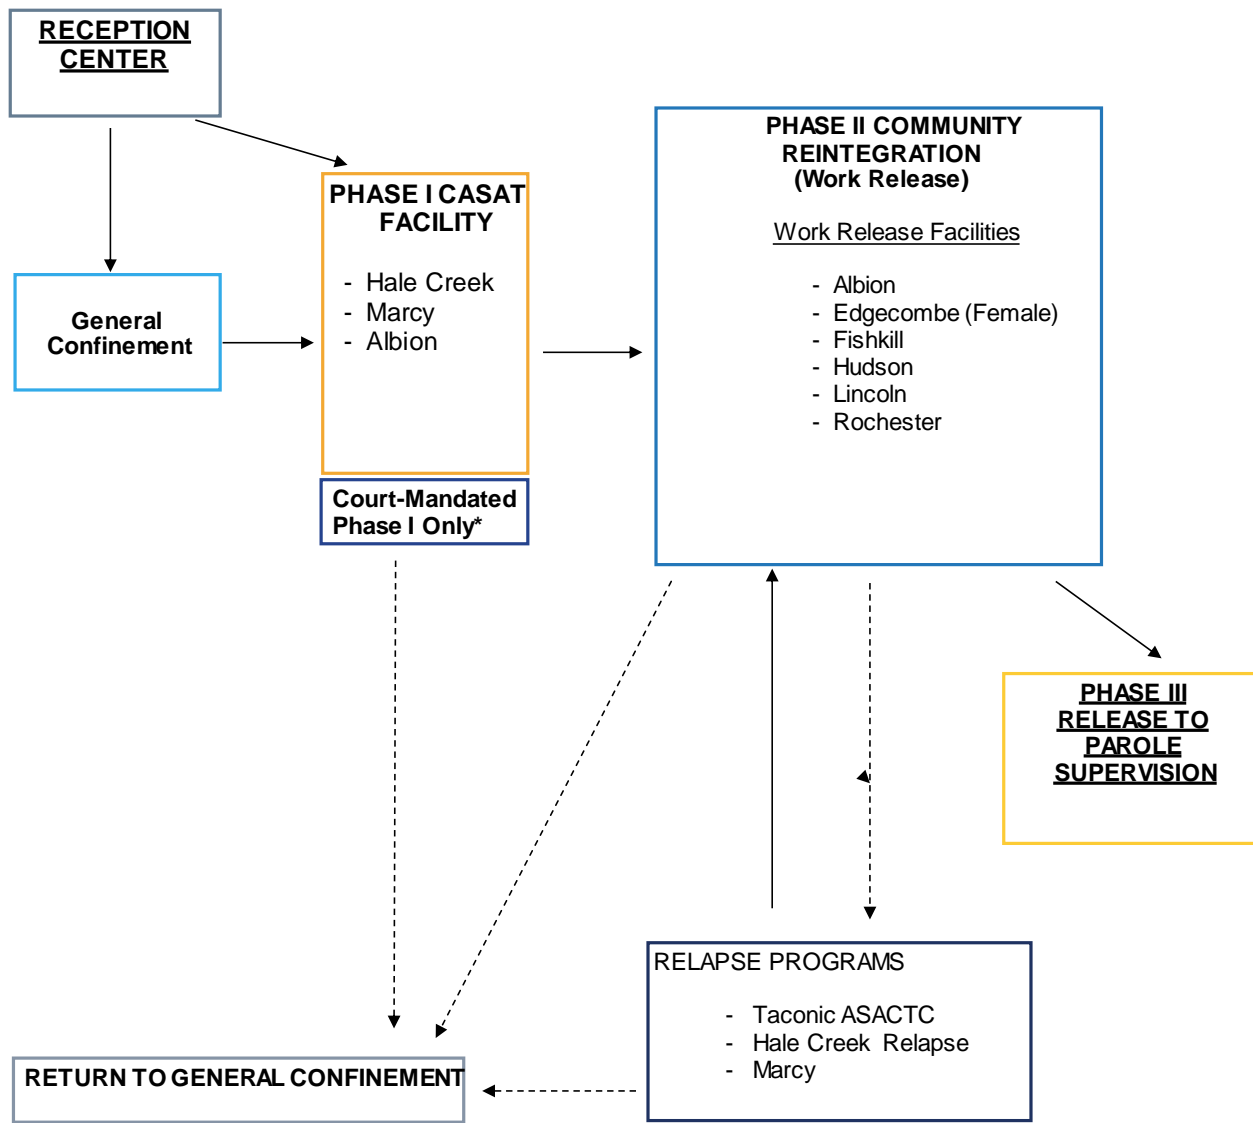 RECEPTION
CENTER
PHASE I CASAT
FACILITY
- Hale Creek
- Marcy
- Albion
General
Confinement
Court-Mandated
Phase I Only*
PHASE II COMMUNITY
REINTEGRATION
(Work Release)
Work Release Facilities
- Albion
- Edgecombe (Female)
- Fishkill
- Hudson
- Lincoln
- Rochester
PHASE III
RELEASE TO
PAROLE
SUPERVISION
RELAPSE PROGRAMS
- Taconic ASACTC
- Hale Creek Relapse
- Marcy
RETURN TO GENERAL CONFINEMENT